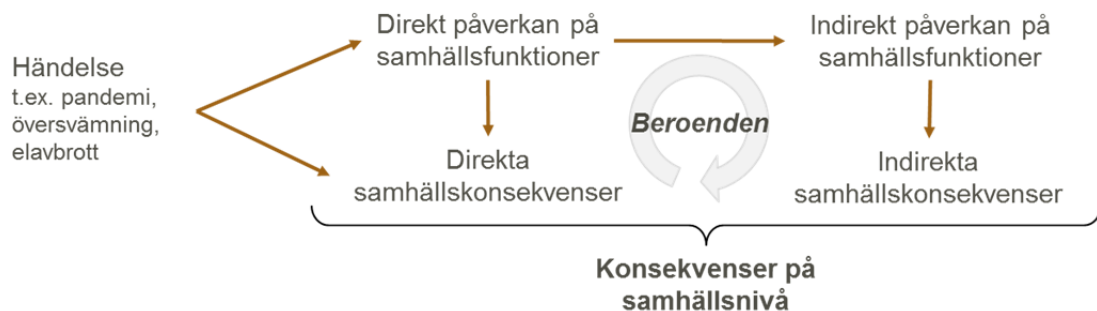 Händelse
t.ex. pandemi,
översvämning,
elavbrott
Direkt påverkan på
samhällsfunktioner
Indirekt påverkan på
samhällsfunktioner
Beroenden
Direkta
samhällskonsekvenser
Indirekta
samhällskonsekvenser
Konsekvenser på
samhällsnivå